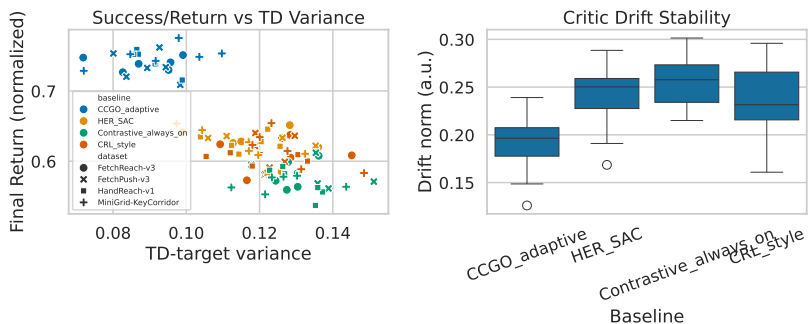 Success/Return vs TD Variance
Final Return (normalized)
0.7
0.6
baseline
CCGO_adaptive
HER_SAC
Contrastive_always_on
CRL_style
dataset
FetchReach-v3
FetchPush-v3
HandReach-v1
MiniGrid-KeyCorridor
0.08 0.10 0.12 0.14
TD-target variance
Critic Drift Stability
Drift norm (a.u.)
0.30
0.25
0.20
0.15
CCGO_adaptive
HER_SAC
Contrastive_always_on
CRL_style
Baseline